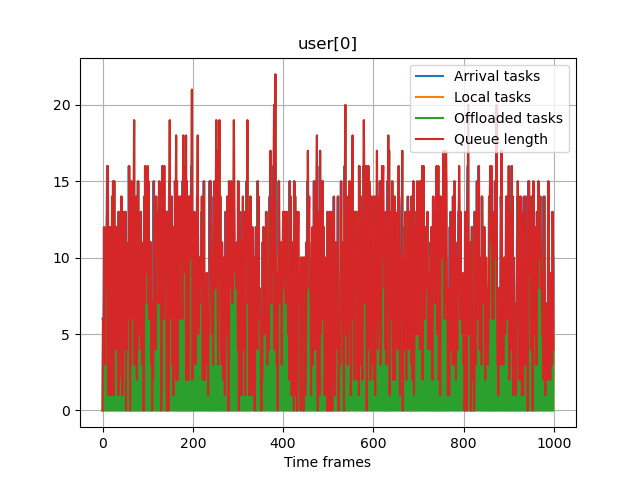 user[0]
Arrival tasks
Local tasks
Offloaded tasks
Queue length
20
15
10
5
0
0 200 400 600 800 1000
Time frames